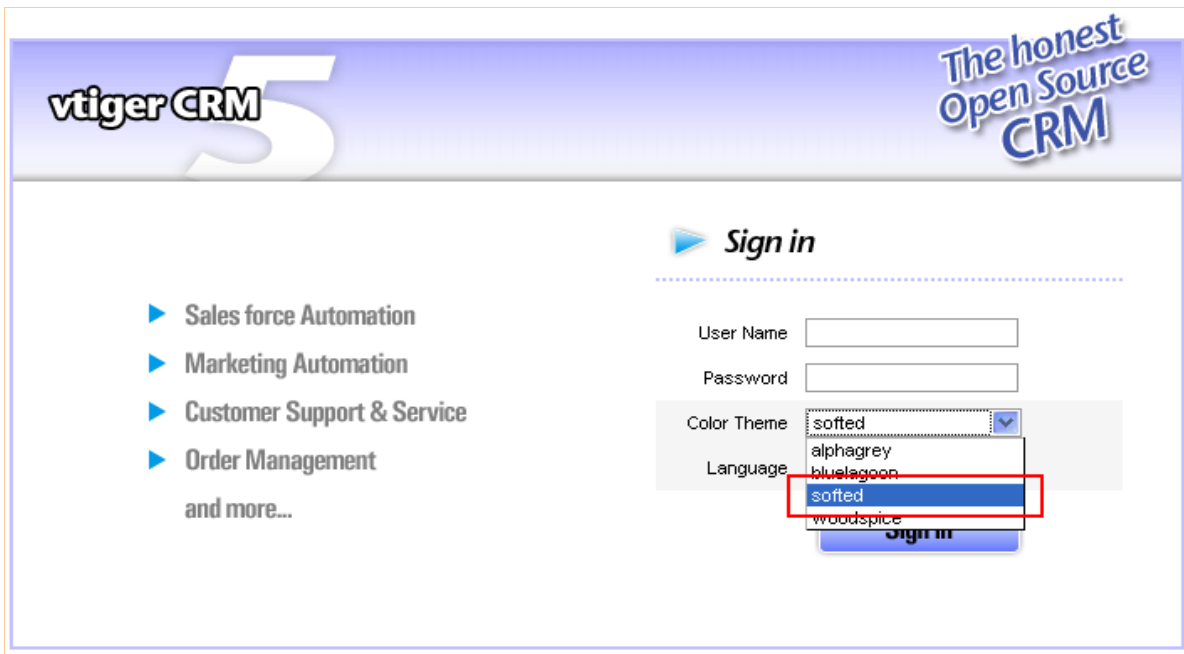 vtiger CRM 5
The honest
Open Source
CRM
Sign in
Sales force Automation
Marketing Automation
Customer Support & Service
Order Management
and more...
User Name
Password
Color Theme softed
alphagrey
bluelagoon
softed
woodspice
Language
Sign in